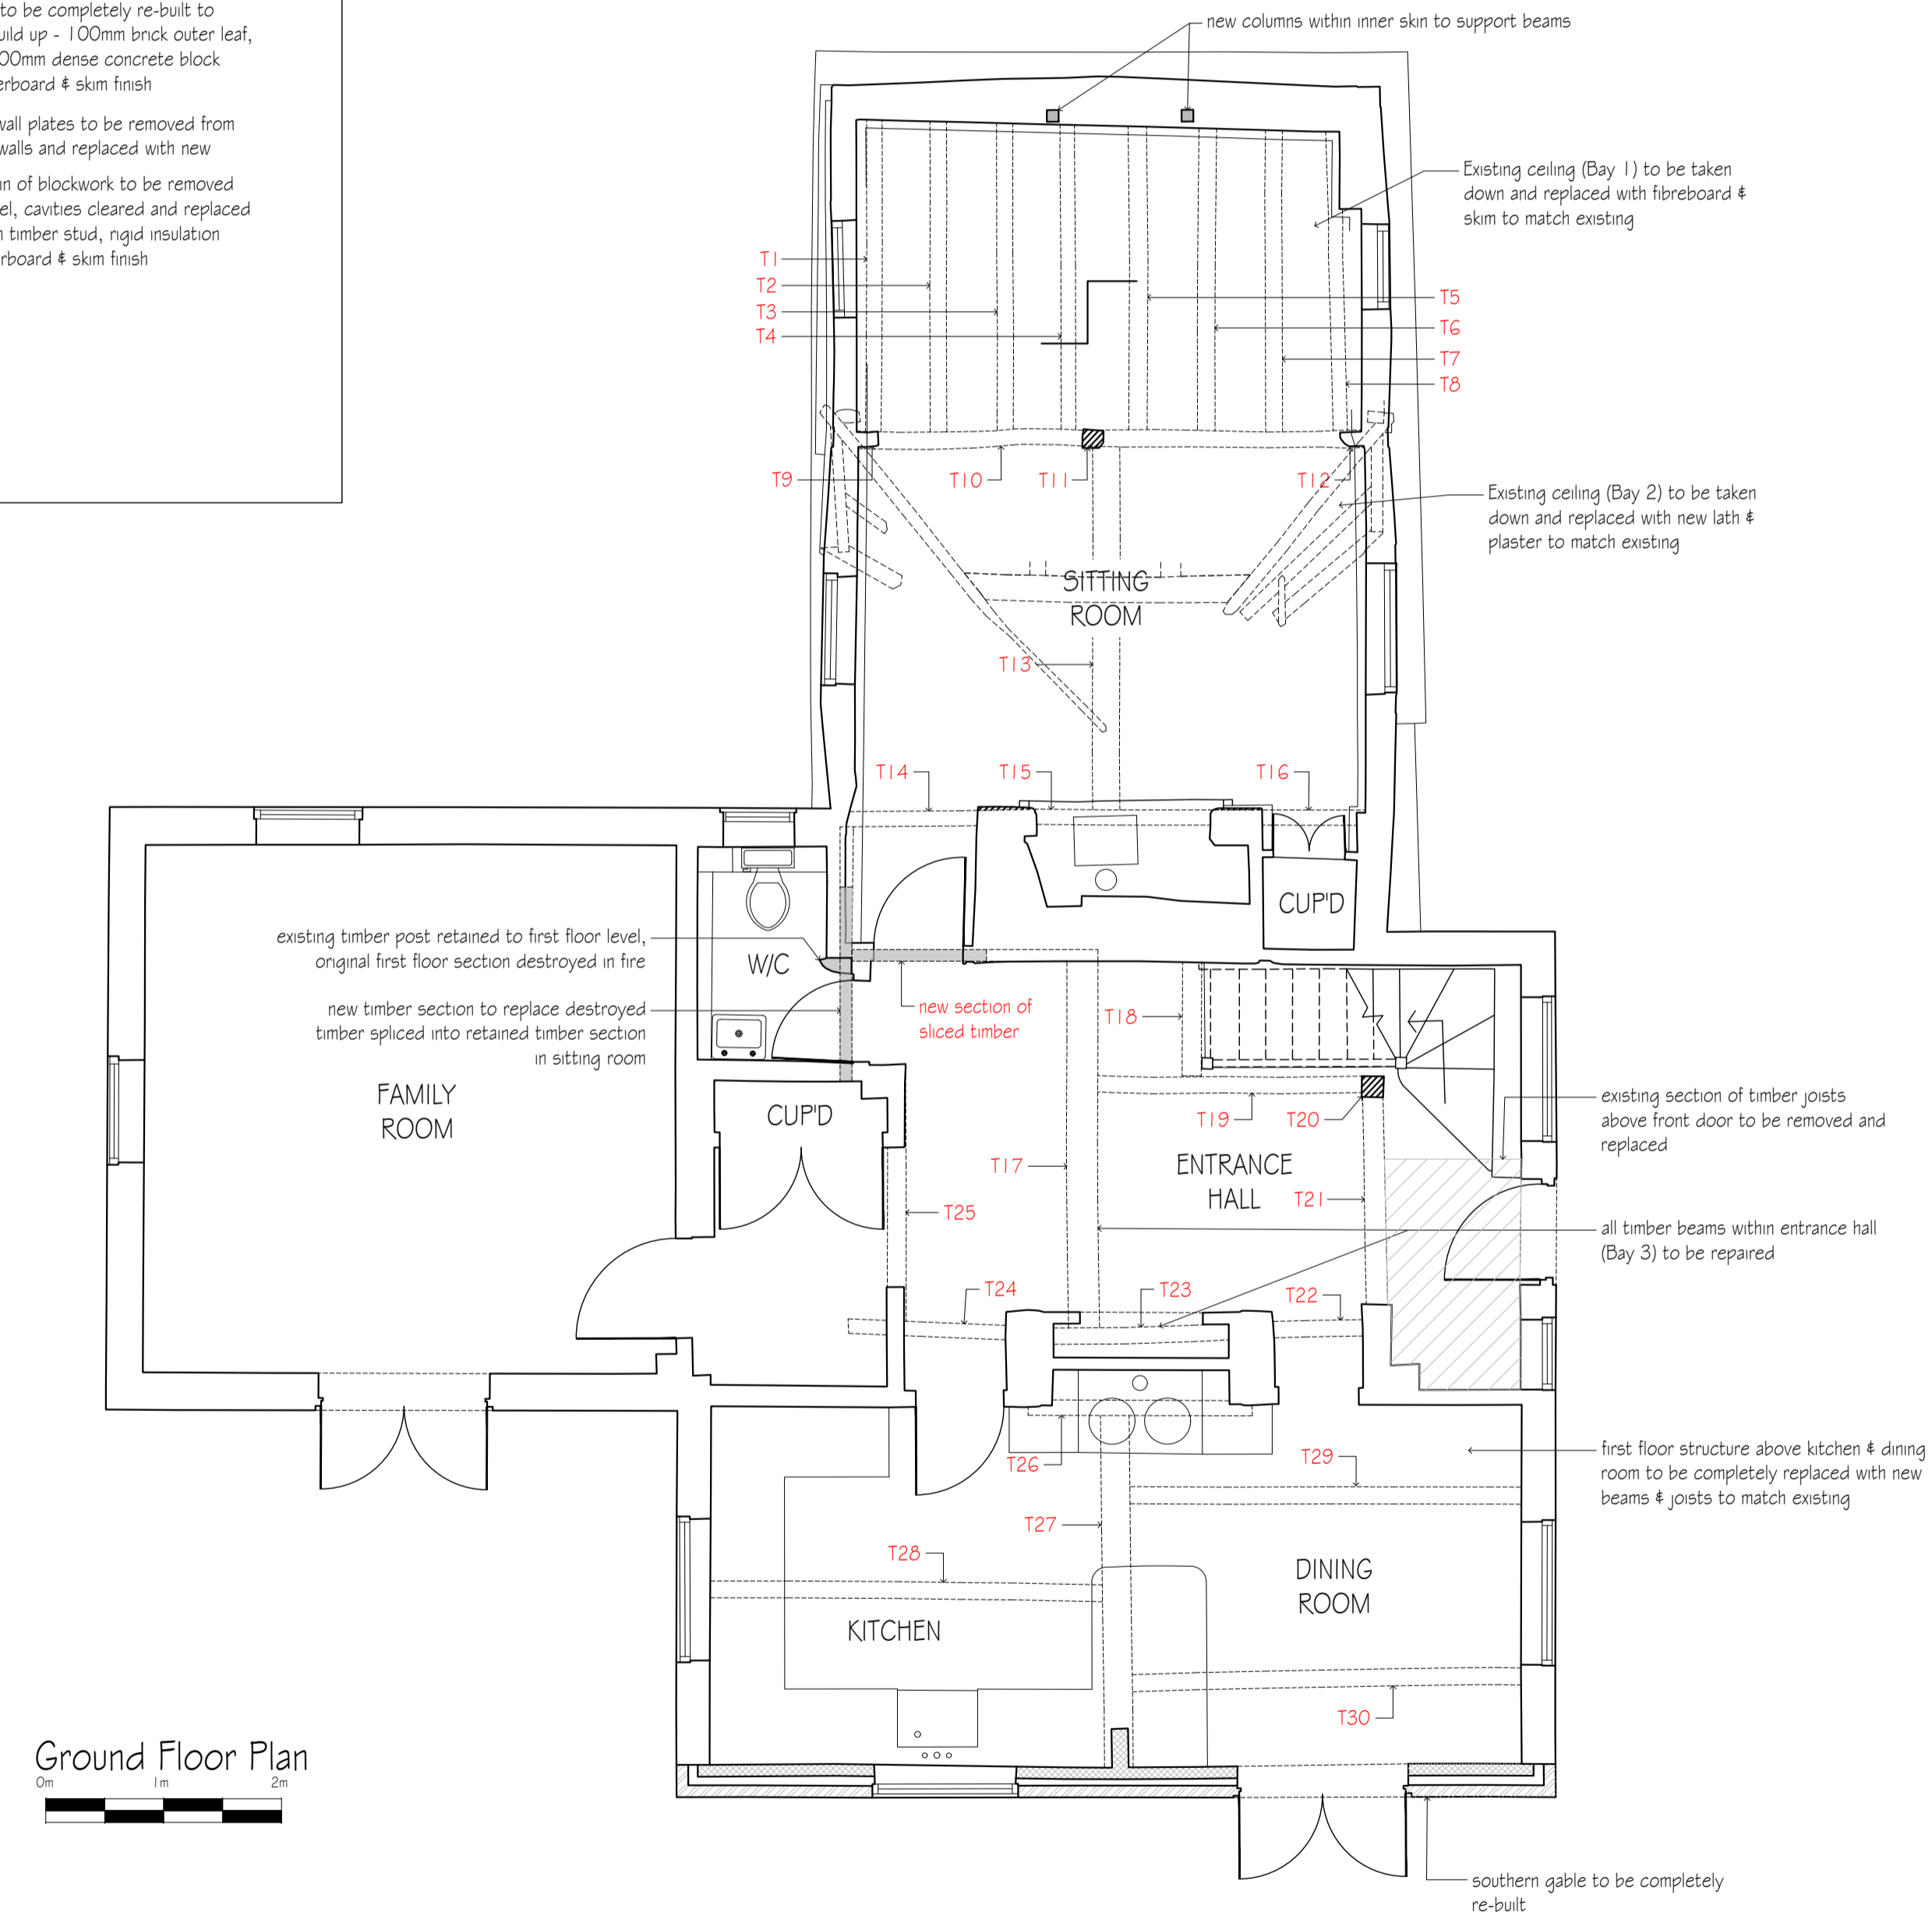 to be completely re-built to
build up - 100mm brick outer leaf,
00mm dense concrete block
erboard & skim finish
wall plates to be removed from
walls and replaced with new
in of blockwork to be removed
el, cavities cleared and replaced
n timber stud, rigid insulation
rboard & skim finish
new columns within inner skin to support beams
Existing ceiling (Bay 1) to be taken
down and replaced with fibreboard &
skim to match existing
T1
T2
T3
T4
T5
T6
T7
T8
T9
T10
T11
T12
Existing ceiling (Bay 2) to be taken
down and replaced with new lath &
plaster to match existing
SITTING
ROOM
T13
T14
T15
T16
CUP'D
existing timber post retained to first floor level,
original first floor section destroyed in fire
W/C
new timber section to replace destroyed
timber spliced into retained timber section
in sitting room
new section of
sliced timber
T18
FAMILY
ROOM
CUP'D
T19
T20
existing section of timber joists
above front door to be removed and
replaced
T17
ENTRANCE
HALL
T21
T25
all timber beams within entrance hall
(Bay 3) to be repaired
T24
T23
T22
T26
T29
first floor structure above kitchen & dining
room to be completely replaced with new
beams & joists to match existing
T27
T28
DINING
ROOM
KITCHEN
T30
Ground Floor Plan
0m 1m 2m
southern gable to be completely
re-built